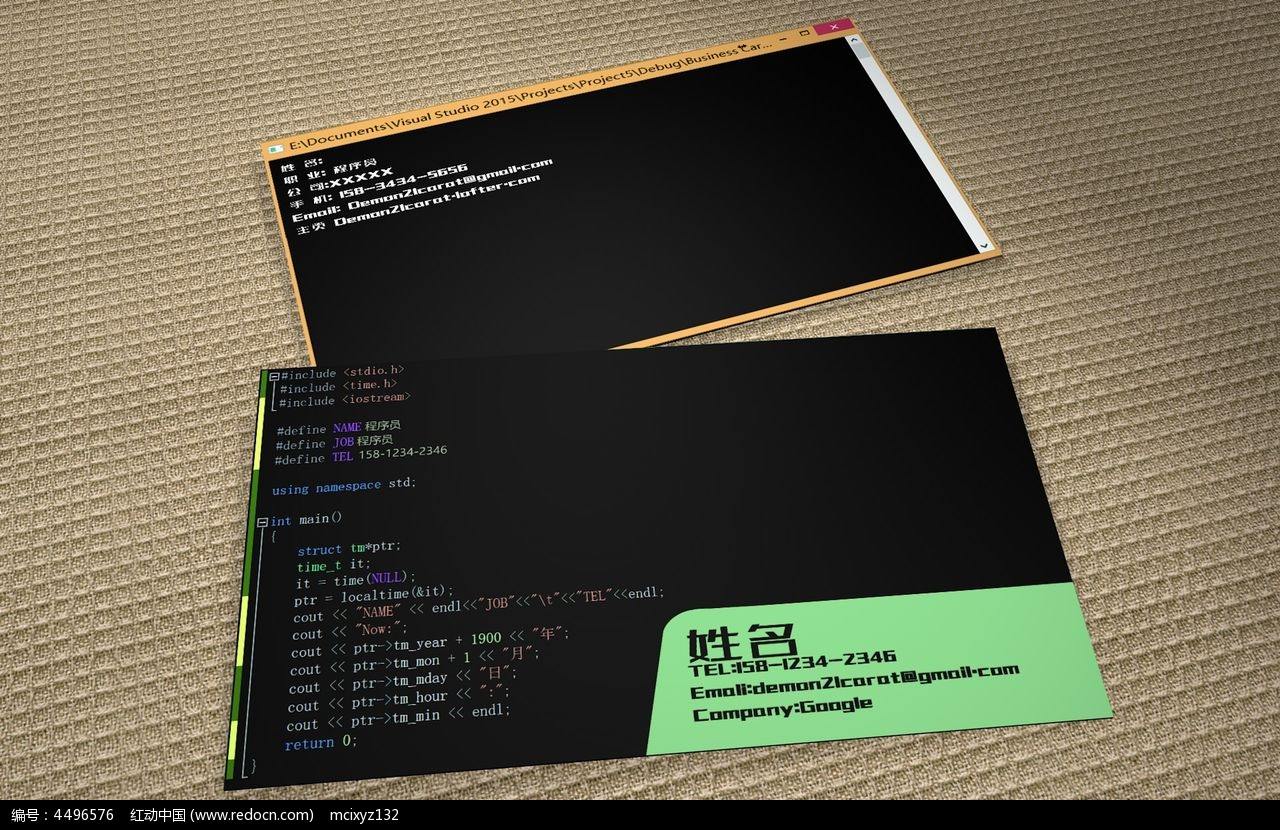 E:\Documents\Visual Studio 2015\Projects\Project5\Debug\Business Car...
姓 名:
职 业: 程序员
公 司:XXXXX
手 机: 158-3434-5656
Email: Demon21carat@gmail.com
主页 Demon21carat.lofter.com
#include <stdio.h>
#include <time.h>
#include <iostream>
#define NAME 程序员
#define JOB 程序员
#define TEL 158-1234-2346
using namespace std;
int main()
{
struct tm*ptr;
time_t it;
it = time(NULL);
ptr = localtime(&it);
cout << "NAME" << endl<<"JOB"<<"\t"<<"TEL"<<endl;
cout << "Now:";
cout << ptr->tm_year + 1900 << "年";
cout << ptr->tm_mon + 1 << "月";
cout << ptr->tm_mday << "日";
cout << ptr->tm_hour << ":";
cout << ptr->tm_min << endl;
return 0;
}
姓名
TEL:158-1234-2346
Email:demon21carat@gmail.com
Company:Google
编号：4496576 红动中国 (www.redocn.com) mcixyz132